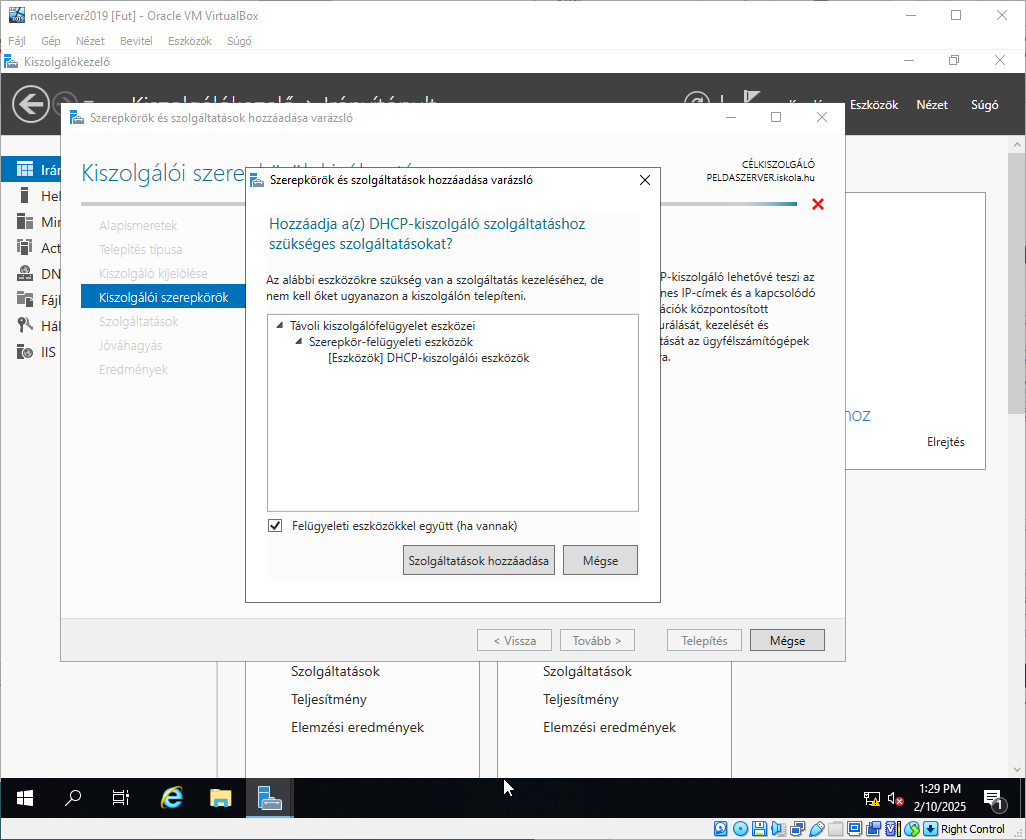 noelserver2019 [Fut] - Oracle VM VirtualBox
Fájl Gép Nézet Bevitel Eszközök Súgó
Kiszolgálókezelő
Eszközök Nézet Súgó
Szerepkörök és szolgáltatások hozzáadása varázsló
Kiszolgálói szere
CÉLKISZOLGÁLÓ
PELDASZERVER.iskola.hu
Szerepkörök és szolgáltatások hozzáadása varázsló
Hozzáadja a(z) DHCP-kiszolgáló szolgáltatáshoz
szükséges szolgáltatásokat?
Az alábbi eszközökre szükség van a szolgáltatás kezeléséhez, de
nem kell őket ugyanazon a kiszolgálón telepíteni.
Távoli kiszolgálófelügyelet eszközei
Szerepkör-felügyeleti eszközök
[Eszközök] DHCP-kiszolgálói eszközök
Felügyeleti eszközökkel együtt (ha vannak)
Szolgáltatások hozzáadása Mégse
Irán
Hel
Min
Act
DN
Fájl
Hál
IIS
Alapismeretek
Telepítés típusa
Kiszolgáló kijelölése
Kiszolgálói szerepkörök
Szolgáltatások
Jóváhagyás
Eredmények
P-kiszolgáló lehetővé teszi az
nes IP-címek és a kapcsolódó
ációk központosított
urálását, kezelését és
tását az ügyfélszámítógépek
ra.
hoz
Elrejtés
< Vissza Tovább > Telepítés Mégse
Szolgáltatások
Teljesítmény
Elemzési eredmények
Szolgáltatások
Teljesítmény
Elemzési eredmények
1:29 PM
2/10/2025
1
Right Control